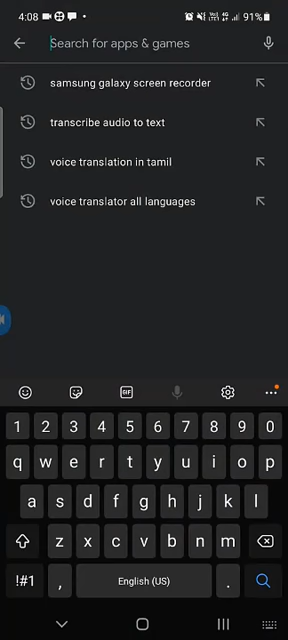 4:08 91%
Search for apps & games
samsung galaxy screen recorder
transcribe audio to text
voice translation in tamil
voice translator all languages
GIF
1 2 3 4 5 6 7 8 9 0
q w e r t y u i o p
a s d f g h j k l
z x c v b n m
!#1 , English (US) .